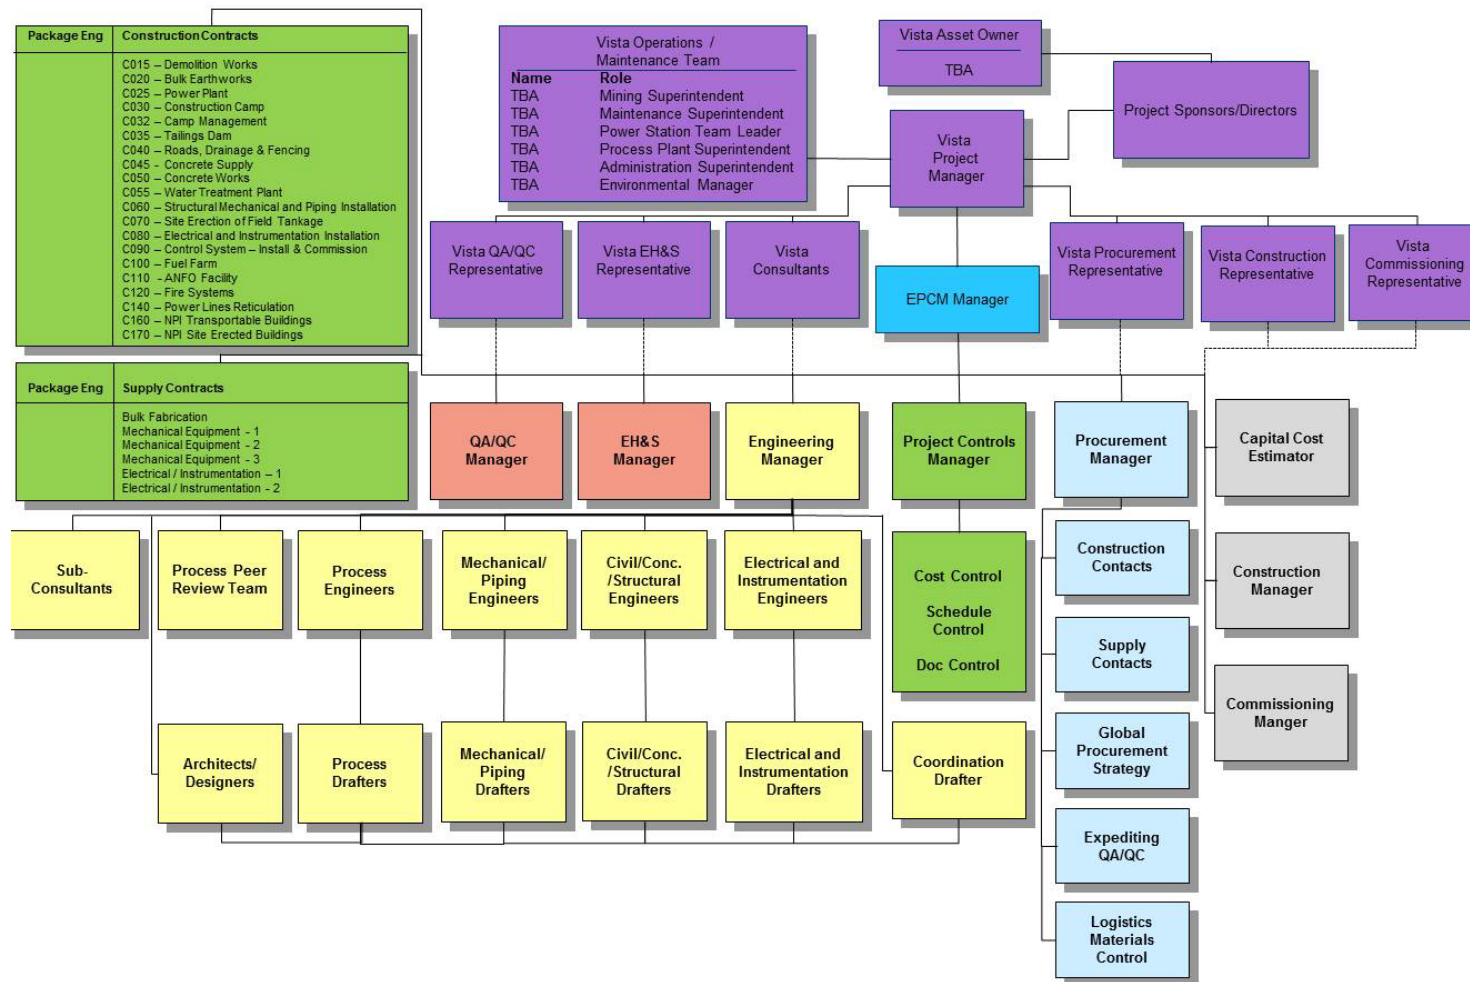 Package Eng Construction Contracts
C015 – Demolition Works
C020 – Bulk Earthworks
C025 – Power Plant
C030 – Construction Camp
C032 – Camp Management
C035 – Tailings Dam
C040 – Roads, Drainage & Fencing
C045 - Concrete Supply
C050 – Concrete Works
C055 – Water Treatment Plant
C060 – Structural Mechanical and Piping Installation
C070 – Site Erection of Field Tankage
C080 – Electrical and Instrumentation Installation
C090 – Control System – Install & Commission
C100 – Fuel Farm
C110 - ANFO Facility
C120 – Fire Systems
C140 – Power Lines Reticulation
C160 – NPI Transportable Buildings
C170 – NPI Site Erected Buildings
Package Eng Supply Contracts
Bulk Fabrication
Mechanical Equipment - 1
Mechanical Equipment - 2
Mechanical Equipment - 3
Electrical / Instrumentation – 1
Electrical / Instrumentation - 2
Vista Operations /
Maintenance Team
Name Role
TBA Mining Superintendent
TBA Maintenance Superintendent
TBA Power Station Team Leader
TBA Process Plant Superintendent
TBA Administration Superintendent
TBA Environmental Manager
Vista Asset Owner
TBA
Project Sponsors/Directors
Vista
Project
Manager
Vista QA/QC
Representative
Vista EH&S
Representative
Vista
Consultants
EPCM Manager
Vista Procurement
Representative
Vista Construction
Representative
Vista
Commissioning
Representative
QA/QC
Manager
EH&S
Manager
Engineering
Manager
Project Controls
Manager
Procurement
Manager
Capital Cost
Estimator
Sub-
Consultants
Process Peer
Review Team
Process
Engineers
Mechanical/
Piping
Engineers
Civil/Conc.
/Structural
Engineers
Electrical and
Instrumentation
Engineers
Cost Control
Schedule
Control
Doc Control
Construction
Contacts
Construction
Manager
Supply
Contacts
Commissioning
Manger
Architects/
Designers
Process
Drafters
Mechanical/
Piping
Drafters
Civil/Conc.
/Structural
Drafters
Electrical and
Instrumentation
Drafters
Coordination
Drafter
Global
Procurement
Strategy
Expediting
QA/QC
Logistics
Materials
Control